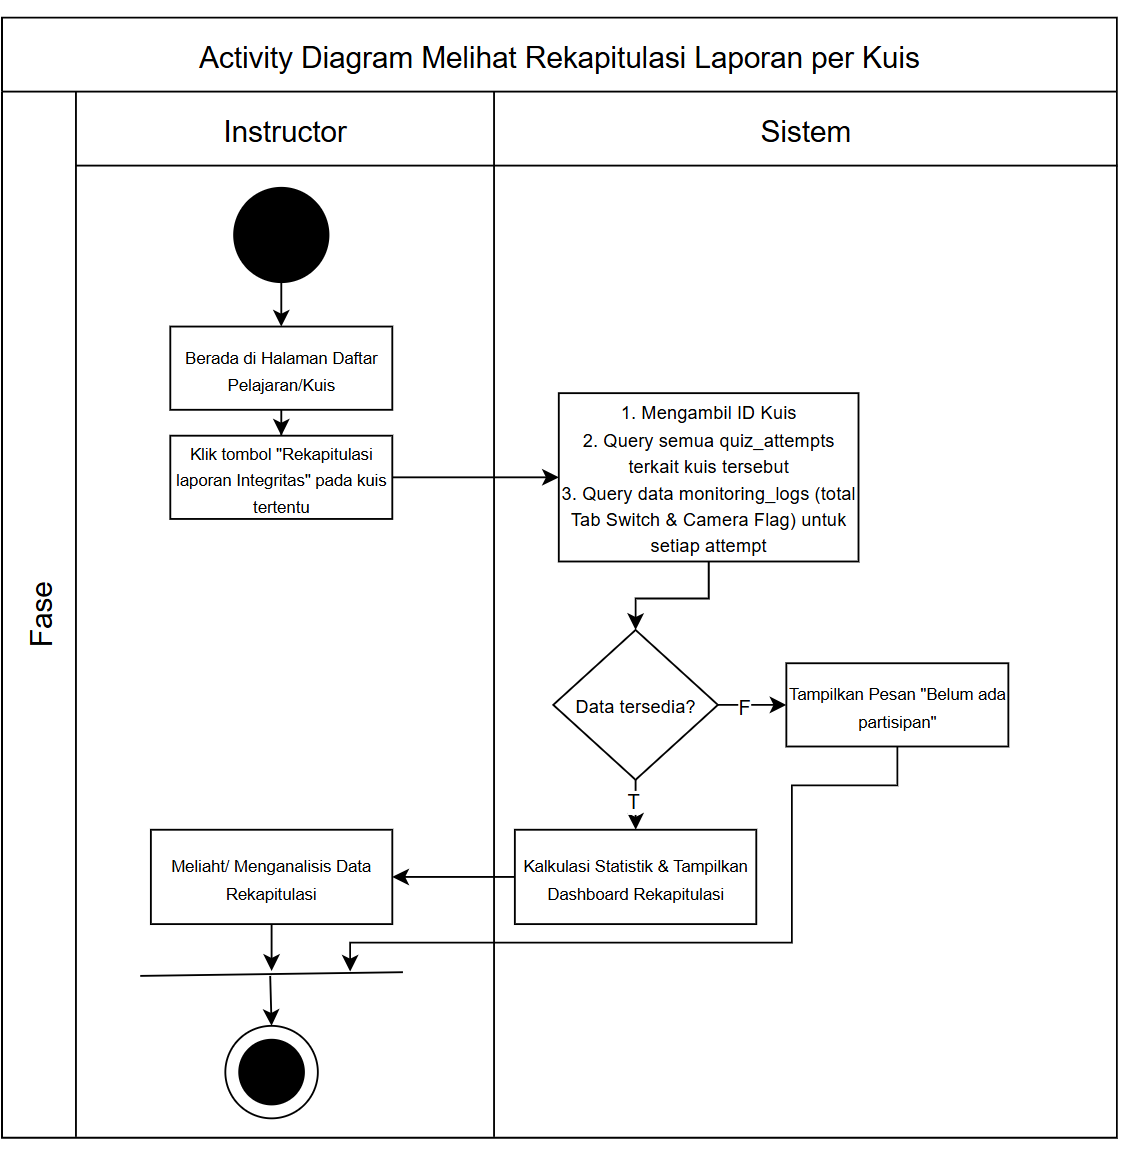 Activity Diagram Melihat Rekapitulasi Laporan per Kuis
Instructor
Sistem
Fase
Berada di Halaman Daftar
Pelajaran/Kuis
Klik tombol "Rekapitulasi
laporan Integritas" pada kuis
tertentu
1. Mengambil ID Kuis
2. Query semua quiz_attempts
terkait kuis tersebut
3. Query data monitoring_logs (total
Tab Switch & Camera Flag) untuk
setiap attempt
Data tersedia?
F
Tampilkan Pesan "Belum ada
partisipan"
T
Meliaht/ Menganalisis Data
Rekapitulasi
Kalkulasi Statistik & Tampilkan
Dashboard Rekapitulasi